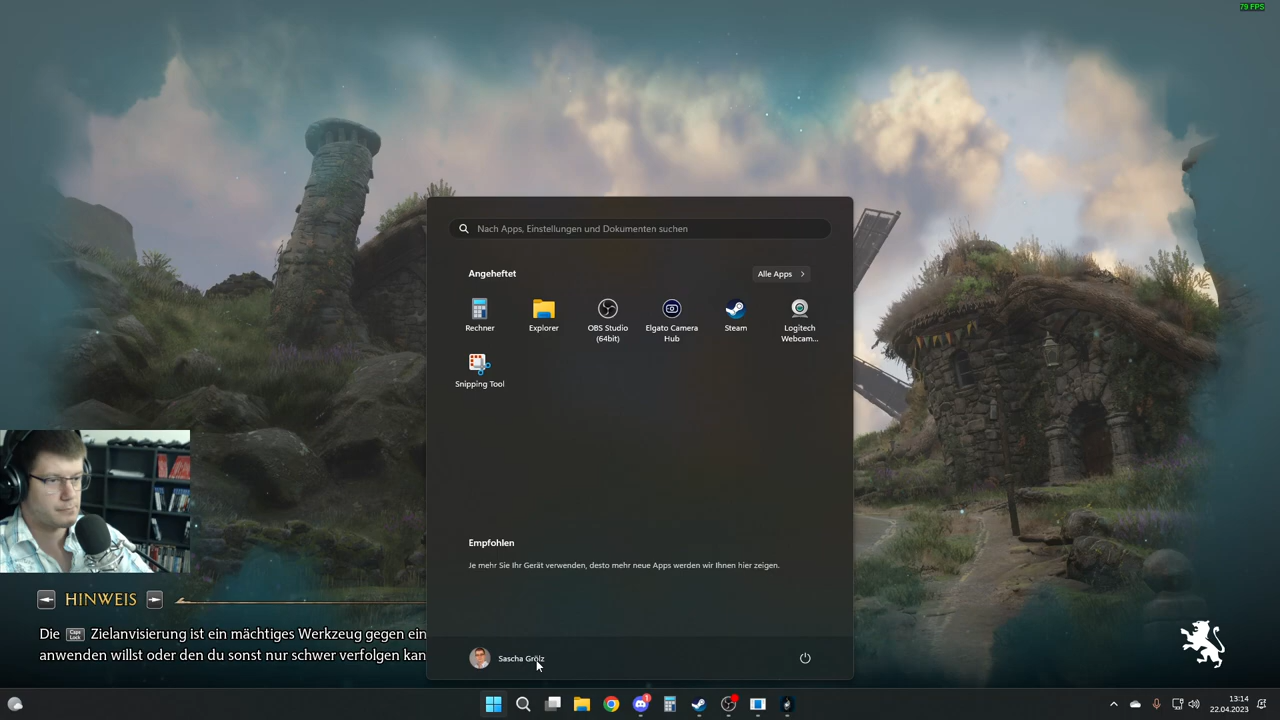 79 FPS
Nach Apps, Einstellungen und Dokumenten suchen
Angeheftet
Alle Apps
Rechner
Explorer
OBS Studio
(64bit)
Elgato Camera
Hub
Steam
Logitech
Webcam...
Snipping Tool
Empfohlen
Je mehr Sie Ihr Gerät verwenden, desto mehr neue Apps werden wir Ihnen hier zeigen.
HINWEIS
Die Caps Lock Zielanvisierung ist ein mächtiges Werkzeug gegen ein
anwenden willst oder den du sonst nur schwer verfolgen kan
Sascha Grölz
1
13:14
22.04.2023